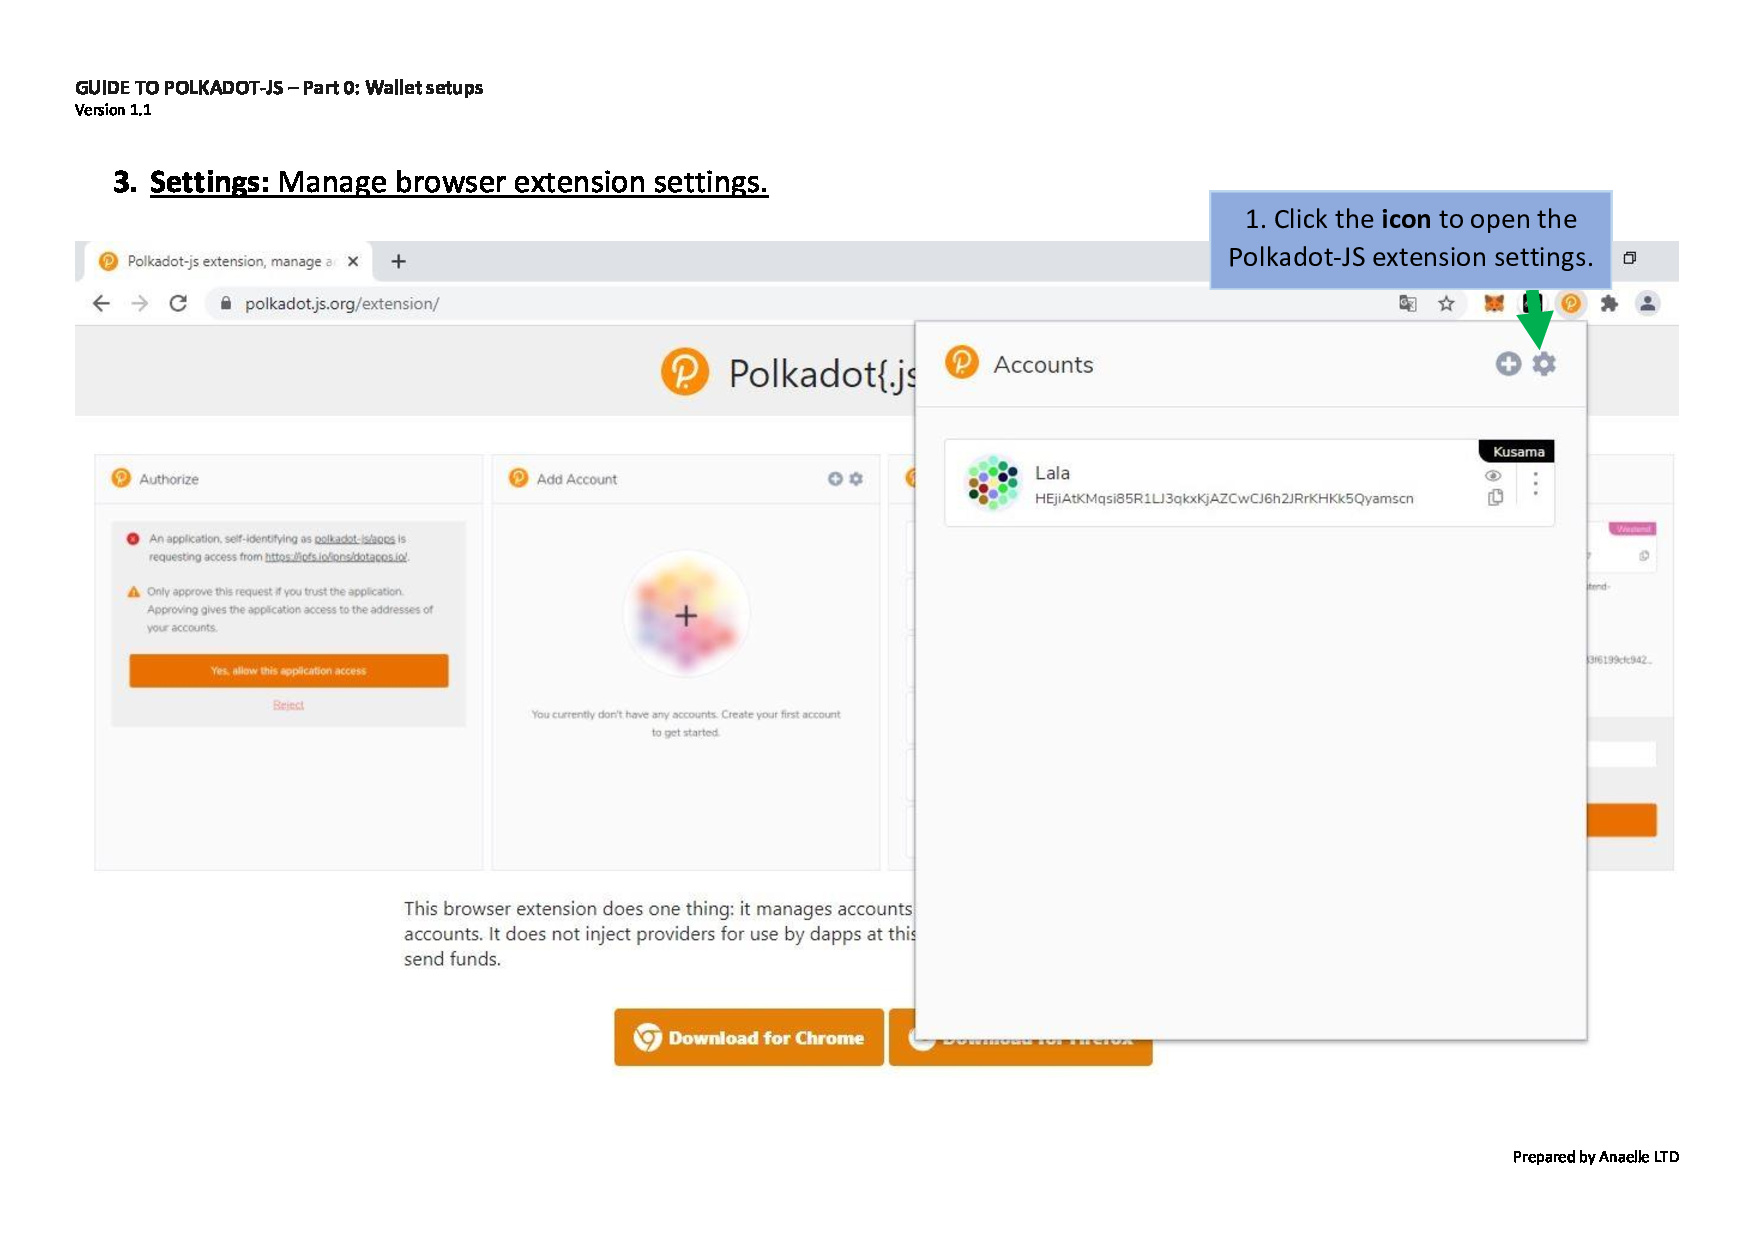 GUIDE TO POLKADOT-JS – Part 0: Wallet setups
Version 1.1
3. Settings: Manage browser extension settings.
1. Click the icon to open the
Polkadot-JS extension settings.
Polkadot-js extension, manage a
polkadot.js.org/extension/
Polkadot{.js
Accounts
Kusama
Lala
HEjiAtKMqsi85R1LJ3qkxKjAZCwCJ6h2JRrKHKk5Qyamscn
Authorize
An application, self-identifying as polkadot-js/apps is
requesting access from https://ipfs.io/ipns/dotapps.io/.
Only approve this request if you trust the application.
Approving gives the application access to the addresses of
your accounts.
Yes, allow this application access
Reject
Add Account
You currently don't have any accounts. Create your first account
to get started.
Westend
tend-
3f6199cfc942...
This browser extension does one thing: it manages accounts
accounts. It does not inject providers for use by dapps at this
send funds.
Download for Chrome
Download for Firefox
Prepared by Anaelle LTD